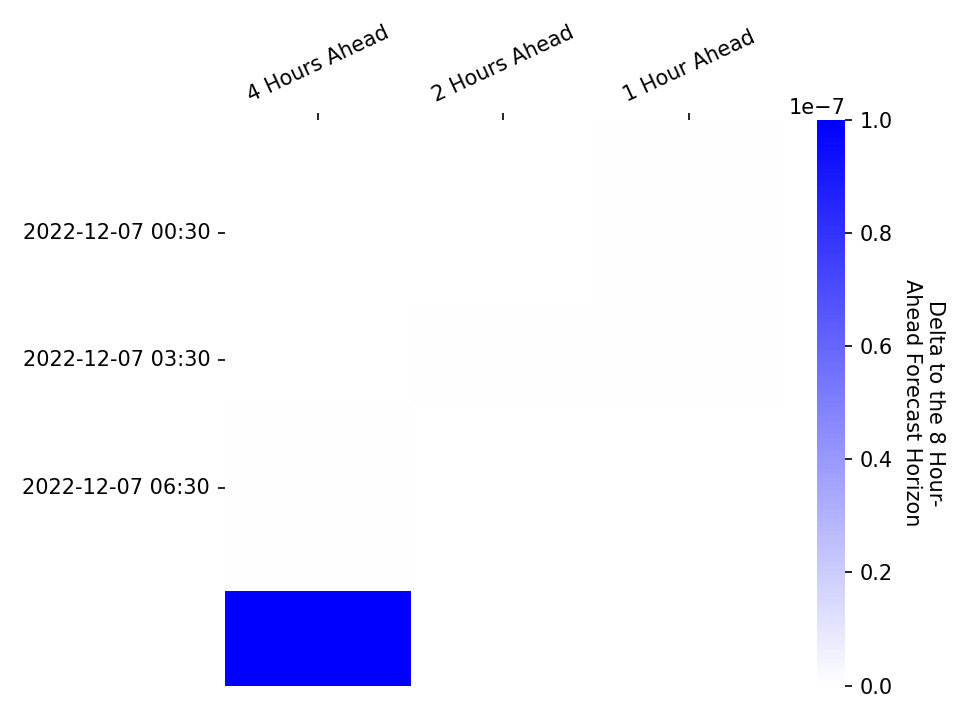 4 Hours Ahead
2 Hours Ahead
1 Hour Ahead
1e−7
1.0
0.8
0.6
0.4
0.2
0.0
2022-12-07 00:30
2022-12-07 03:30
2022-12-07 06:30
Delta to the 8 Hour-
Ahead Forecast Horizon